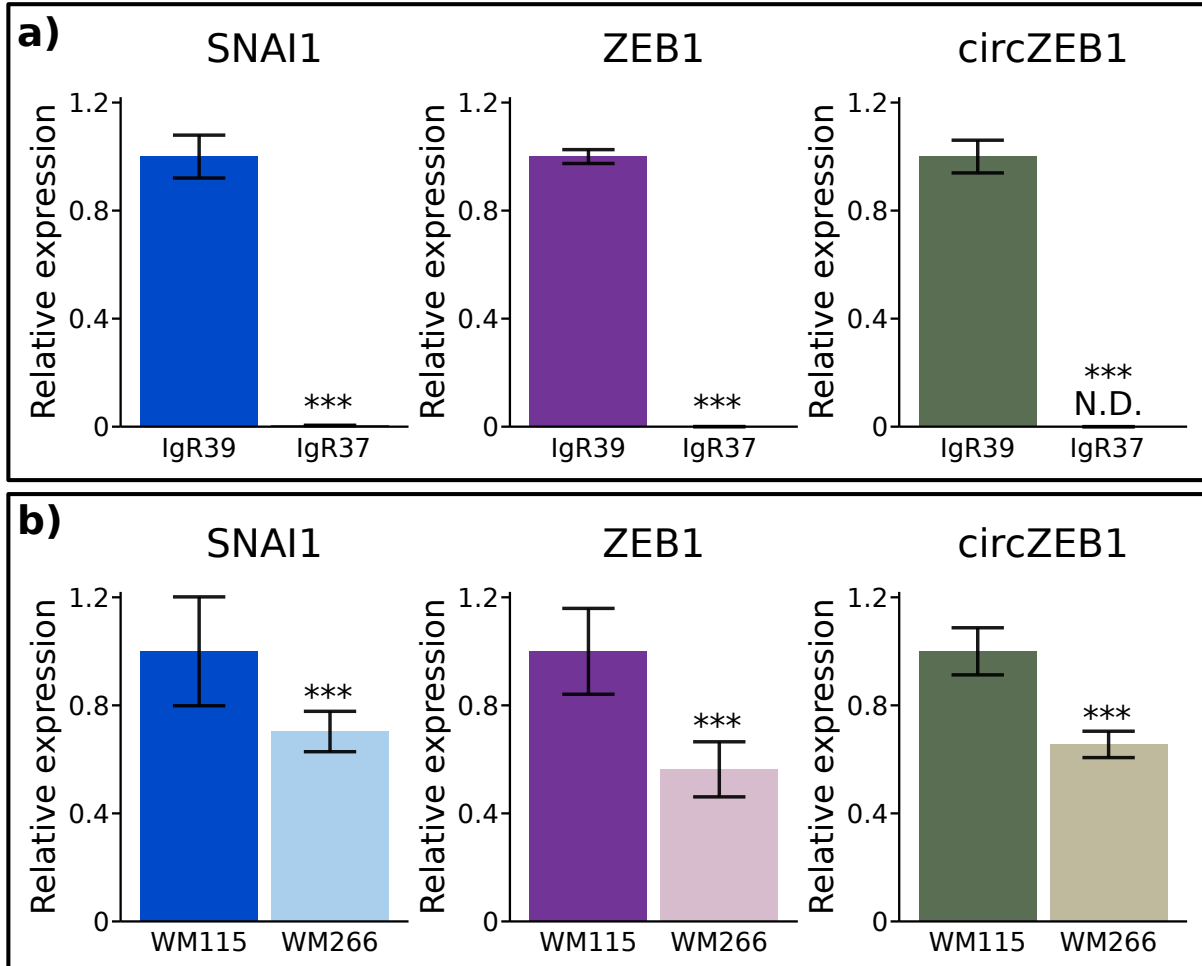 a)
SNAI1 ZEB1 circZEB1
Relative expression Relative expression Relative expression
1.2 1.2 1.2
0.8 0.8 0.8
0.4 0.4 0.4
*** *** ***
N.D.
0 0 0
IgR39 IgR37 IgR39 IgR37 IgR39 IgR37
b)
SNAI1 ZEB1 circZEB1
Relative expression Relative expression Relative expression
1.2 1.2 1.2
*** *** ***
0.8 0.8 0.8
0.4 0.4 0.4
0 0 0
WM115 WM266 WM115 WM266 WM115 WM266